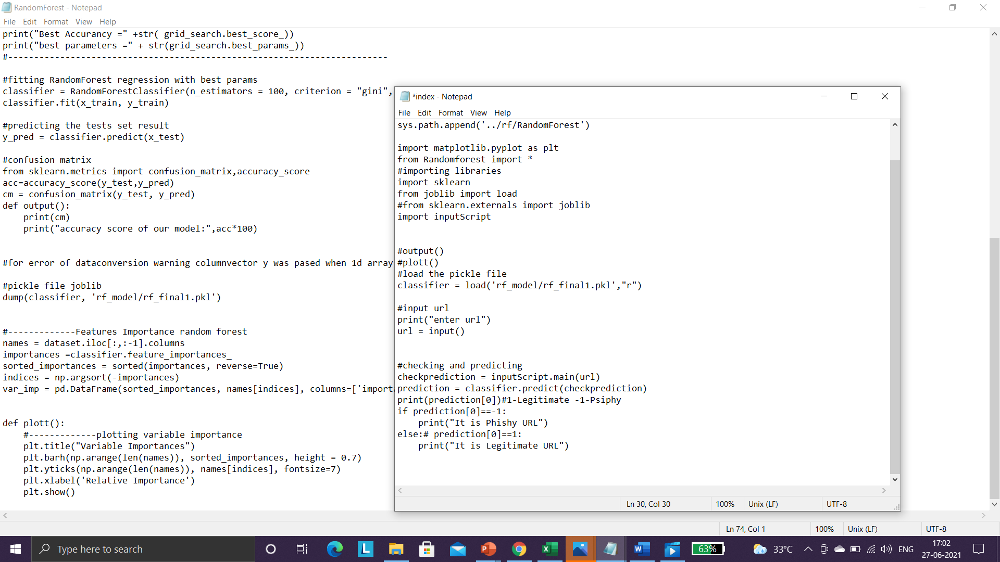 RandomForest - Notepad
File Edit Format View Help
print("Best Accurancy =" +str( grid_search.best_score_))
print("best parameters =" + str(grid_search.best_params_))
#-------------------------------------------------------------------------
#fitting RandomForest regression with best params
classifier = RandomForestClassifier(n_estimators = 100, criterion = "gini",
classifier.fit(x_train, y_train)
#predicting the tests set result
y_pred = classifier.predict(x_test)
#confusion matrix
from sklearn.metrics import confusion_matrix,accuracy_score
acc=accuracy_score(y_test,y_pred)
cm = confusion_matrix(y_test, y_pred)
def output():
    print(cm)
    print("accuracy score of our model:",acc*100)
#for error of dataconversion warning columnvector y was pased when 1d array
#pickle file joblib
dump(classifier, 'rf_model/rf_final1.pkl')
#-------------Features Importance random forest
names = dataset.iloc[:,:-1].columns
importances =classifier.feature_importances_
sorted_importances = sorted(importances, reverse=True)
indices = np.argsort(-importances)
var_imp = pd.DataFrame(sorted_importances, names[indices], columns=['importa
def plott():
    #-------------plotting variable importance
    plt.title("Variable Importances")
    plt.barh(np.arange(len(names)), sorted_importances, height = 0.7)
    plt.yticks(np.arange(len(names)), names[indices], fontsize=7)
    plt.xlabel('Relative Importance')
    plt.show()
Ln 74, Col 1 100% Unix (LF) UTF-8
*index - Notepad
File Edit Format View Help
sys.path.append('../rf/RandomForest')
import matplotlib.pyplot as plt
from Randomforest import *
#importing libraries
import sklearn
from joblib import load
#from sklearn.externals import joblib
import inputScript
#output()
#plott()
#load the pickle file
classifier = load('rf_model/rf_final1.pkl',"r")
#input url
print("enter url")
url = input()
#checking and predicting
checkprediction = inputScript.main(url)
prediction = classifier.predict(checkprediction)
print(prediction[0])#1-Legitimate -1-Psiphy
if prediction[0]==-1:
    print("It is Phishy URL")
else:# prediction[0]==1:
    print("It is Legitimate URL")
Ln 30, Col 30 100% Unix (LF) UTF-8
Type here to search
L
P
X
W
63%
33°C
ENG
17:02
27-06-2021